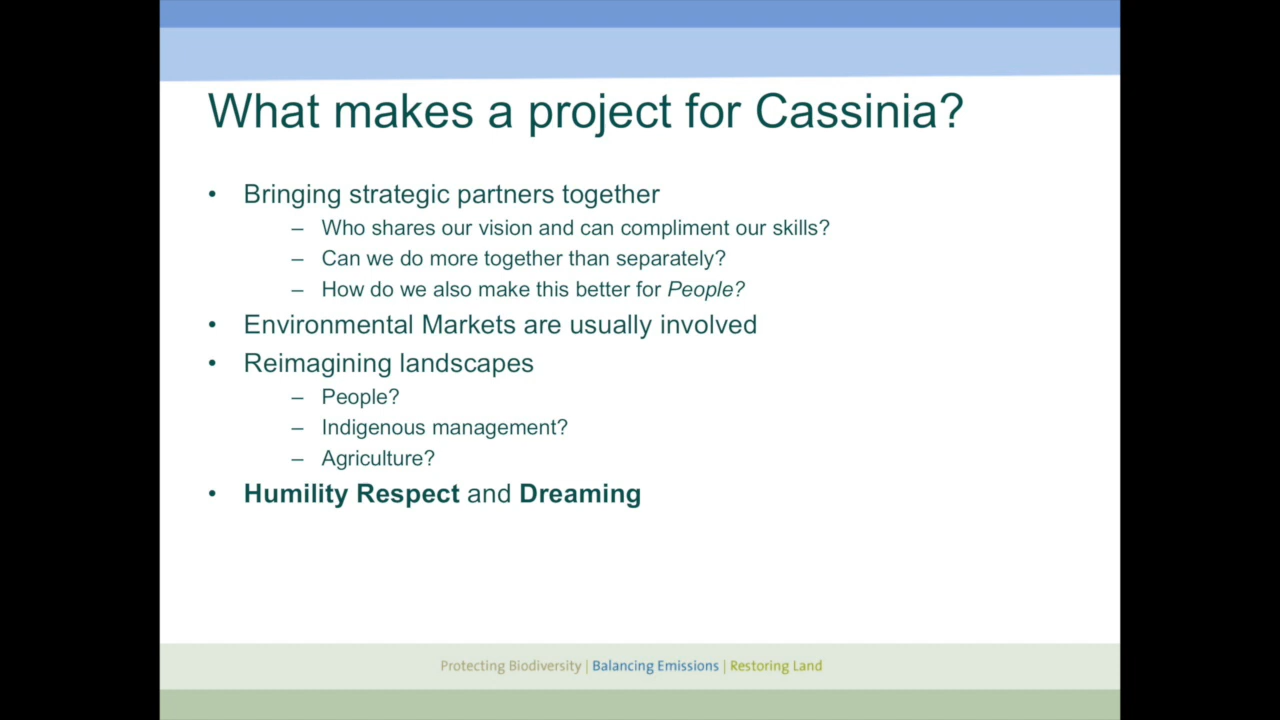 What makes a project for Cassinia?
• Bringing strategic partners together
– Who shares our vision and can compliment our skills?
– Can we do more together than separately?
– How do we also make this better for People?
• Environmental Markets are usually involved
• Reimagining landscapes
– People?
– Indigenous management?
– Agriculture?
• Humility Respect and Dreaming
Protecting Biodiversity | Balancing Emissions | Restoring Land